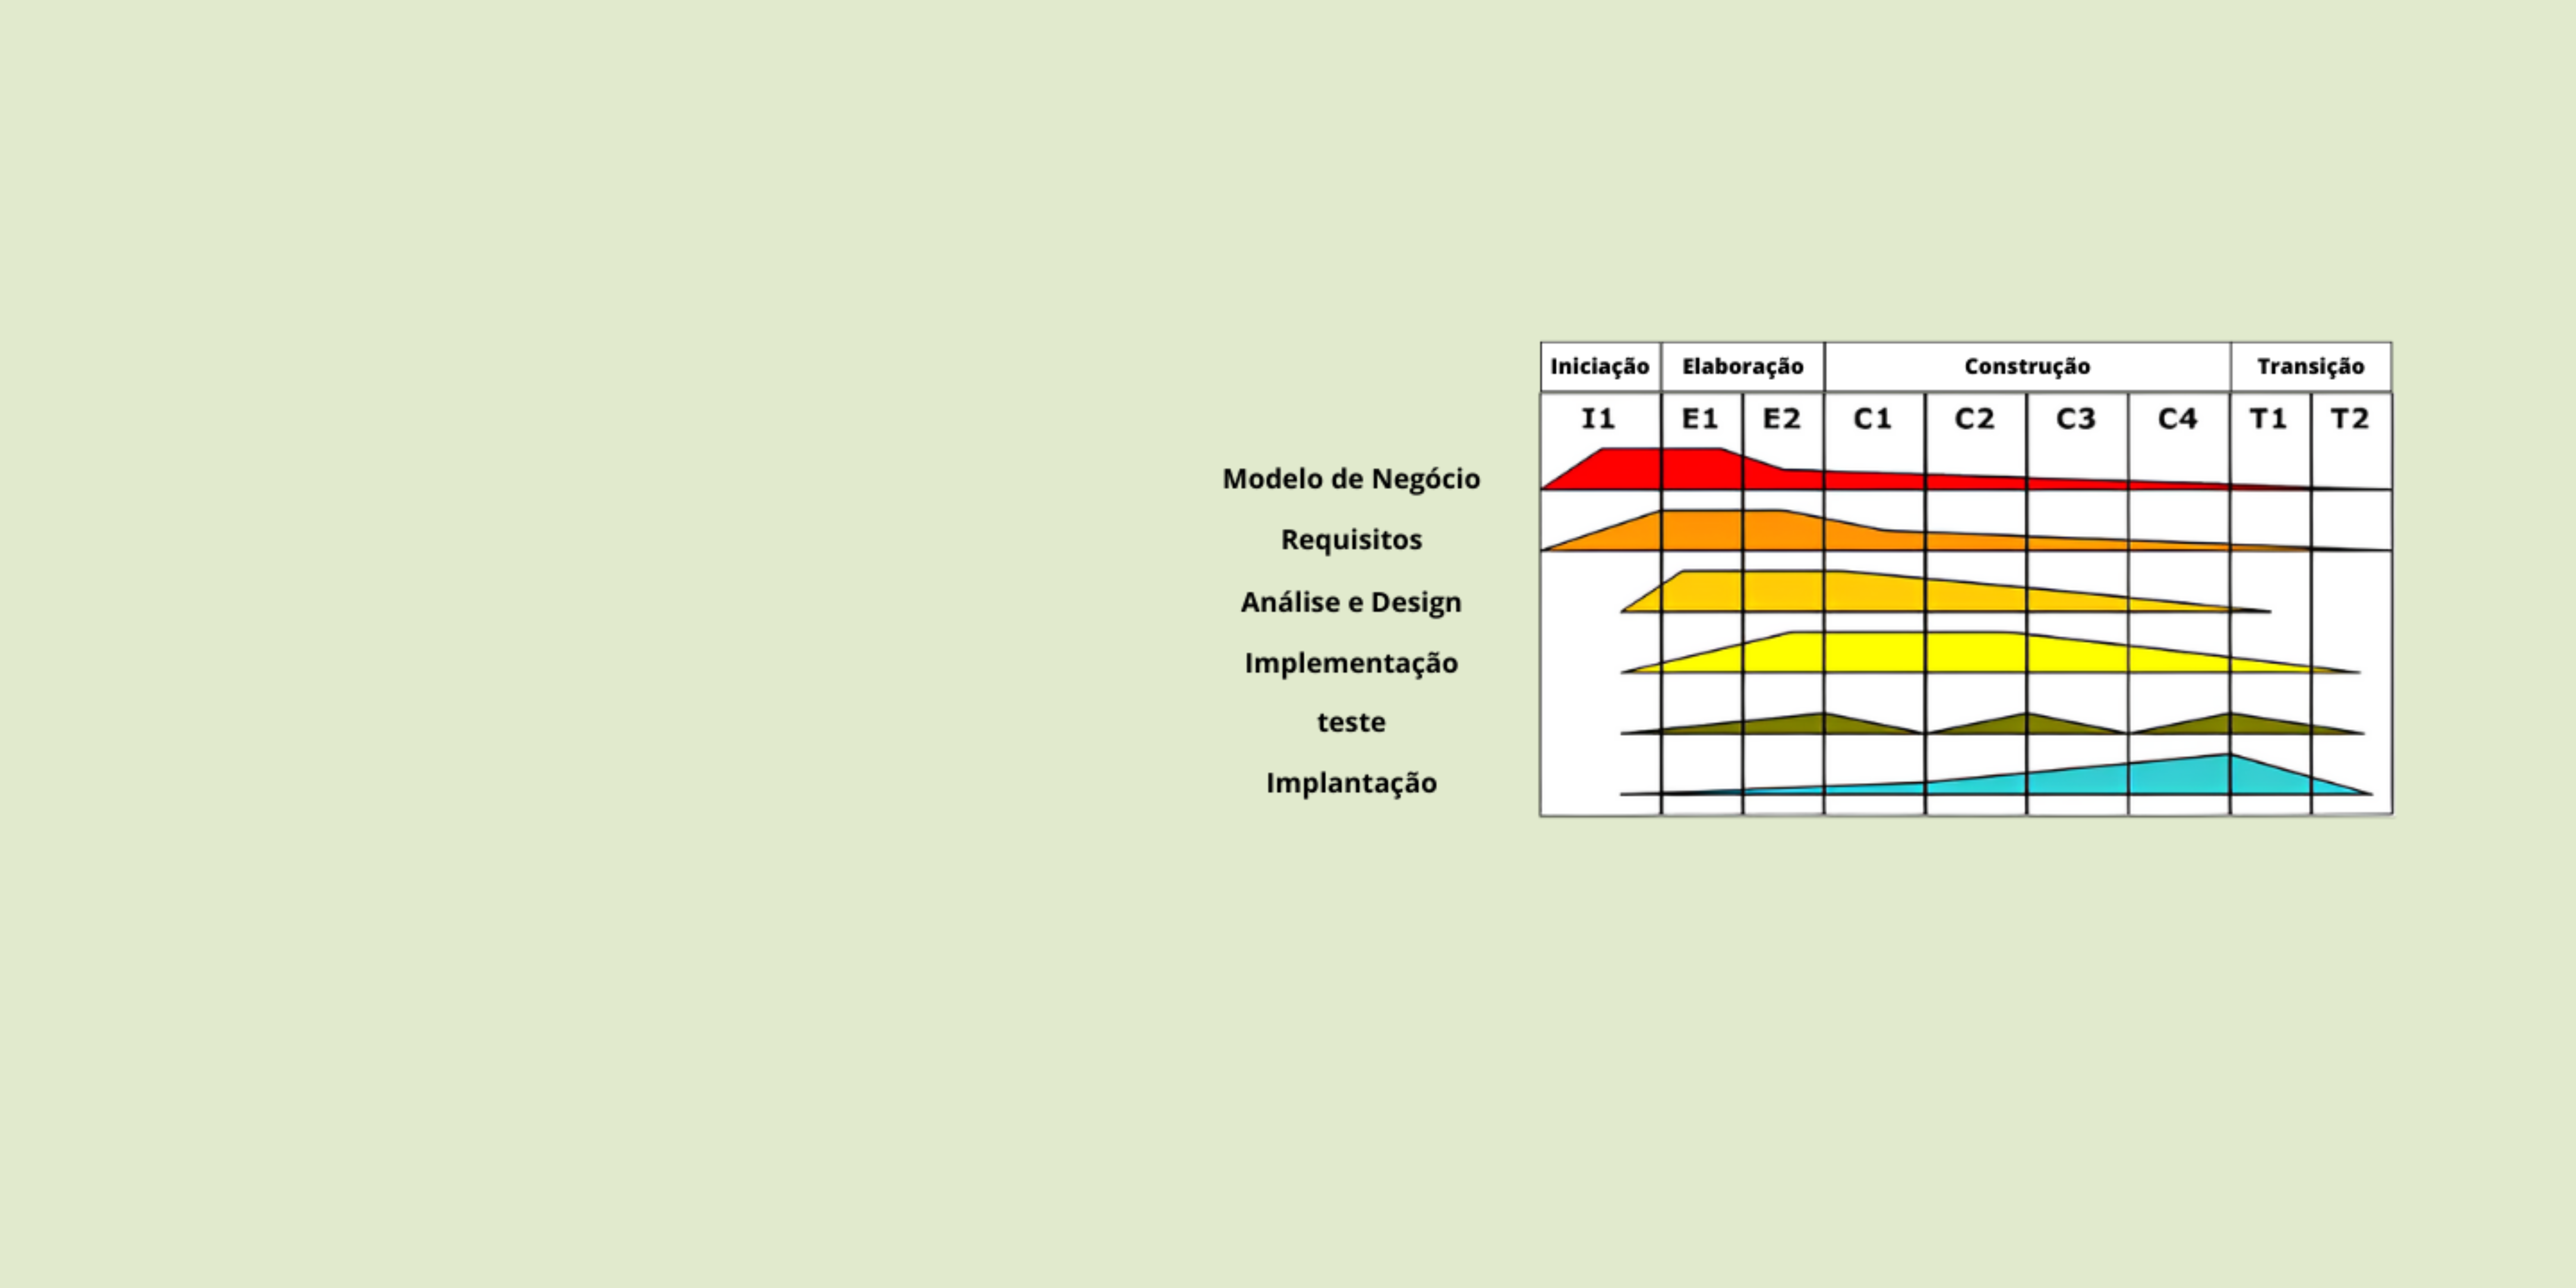 Iniciação Elaboração Construção Transição
I1 E1 E2 C1 C2 C3 C4 T1 T2
Modelo de Negócio
Requisitos
Análise e Design
Implementação
teste
Implantação